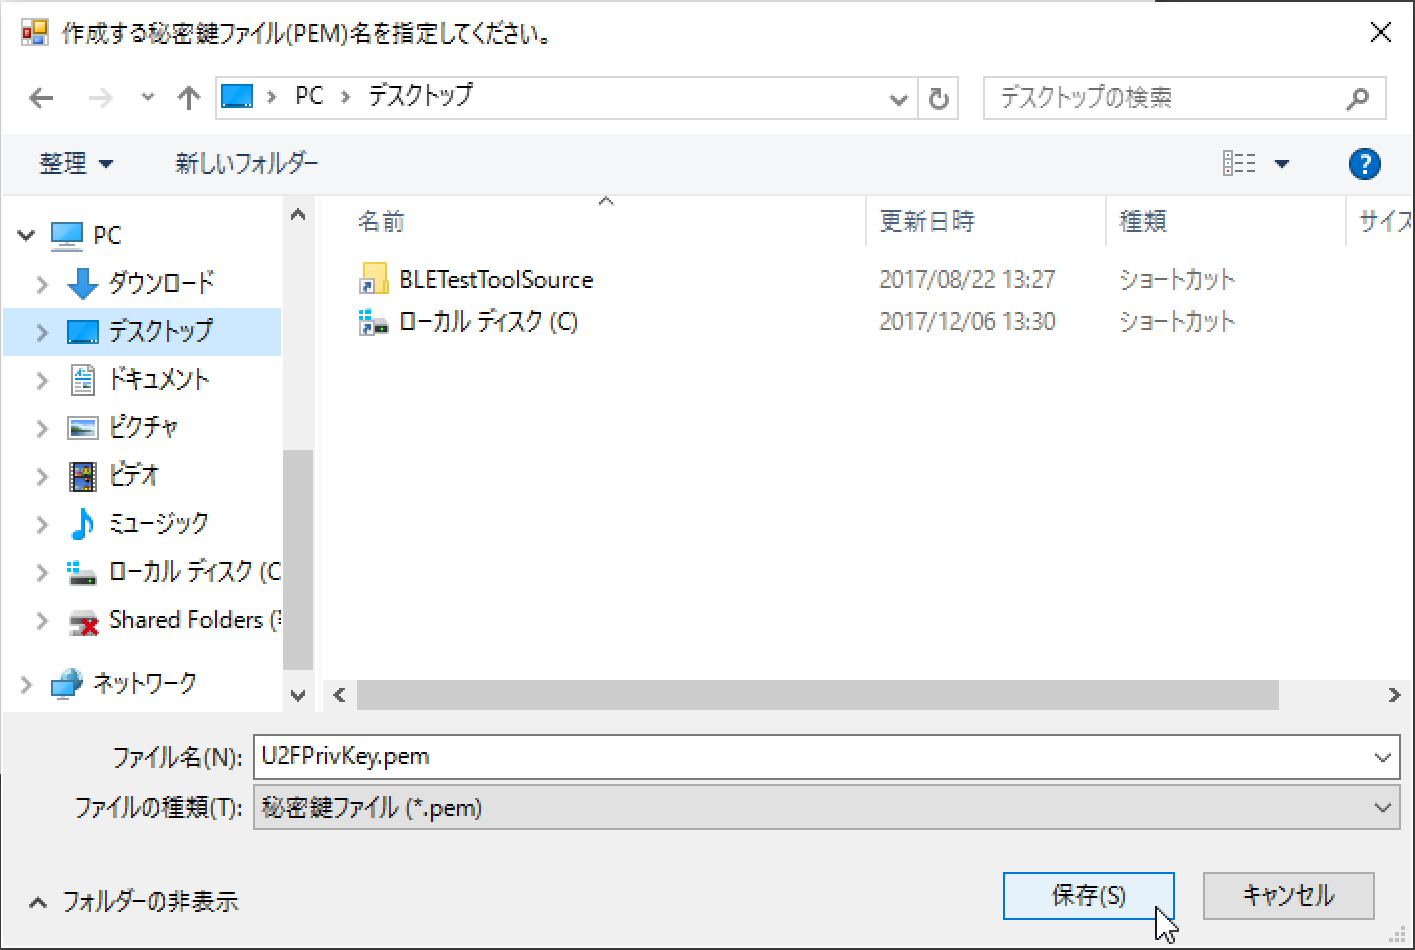 作成する秘密鍵ファイル(PEM)名を指定してください。
PC デスクトップ
デスクトップの検索
整理 新しいフォルダー
?
PC
ダウンロード
デスクトップ
ドキュメント
ピクチャ
ビデオ
ミュージック
ローカル ディスク (C
Shared Folders (
ネットワーク
名前 更新日時 種類 サイズ
BLETestToolSource 2017/08/22 13:27 ショートカット
ローカル ディスク (C) 2017/12/06 13:30 ショートカット
ファイル名(N): U2FPrivKey.pem
ファイルの種類(T): 秘密鍵ファイル (*.pem)
フォルダーの非表示 保存(S) キャンセル